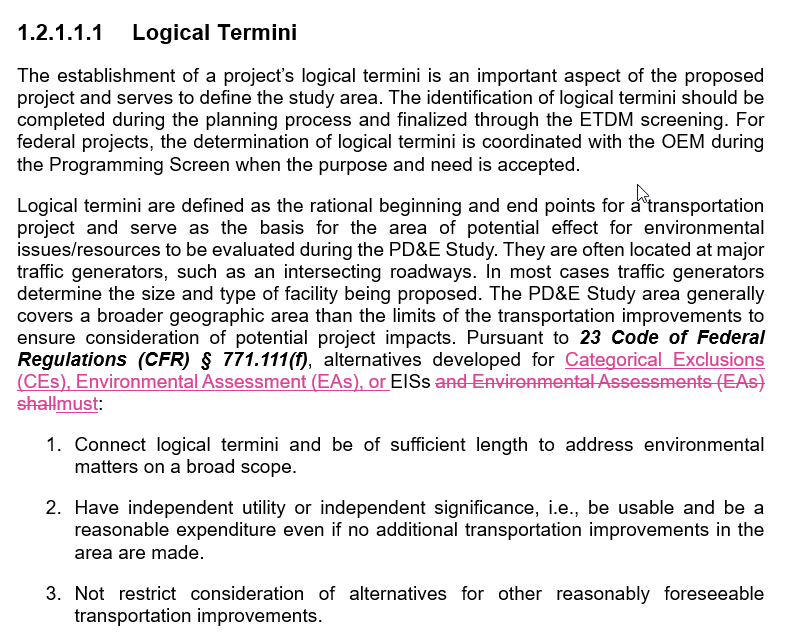 1.2.1.1.1 Logical Termini
The establishment of a project's logical termini is an important aspect of the proposed
project and serves to define the study area. The identification of logical termini should be
completed during the planning process and finalized through the ETDM screening. For
federal projects, the determination of logical termini is coordinated with the OEM during
the Programming Screen when the purpose and need is accepted.
Logical termini are defined as the rational beginning and end points for a transportation
project and serve as the basis for the area of potential effect for environmental
issues/resources to be evaluated during the PD&E Study. They are often located at major
traffic generators, such as an intersecting roadways. In most cases traffic generators
determine the size and type of facility being proposed. The PD&E Study area generally
covers a broader geographic area than the limits of the transportation improvements to
ensure consideration of potential project impacts. Pursuant to 23 Code of Federal
Regulations (CFR) § 771.111(f), alternatives developed for Categorical Exclusions
(CEs), Environmental Assessment (EAs), or EISs and Environmental Assessments (EAs)
shallmust:
1. Connect logical termini and be of sufficient length to address environmental
matters on a broad scope.
2. Have independent utility or independent significance, i.e., be usable and be a
reasonable expenditure even if no additional transportation improvements in the
area are made.
3. Not restrict consideration of alternatives for other reasonably foreseeable
transportation improvements.